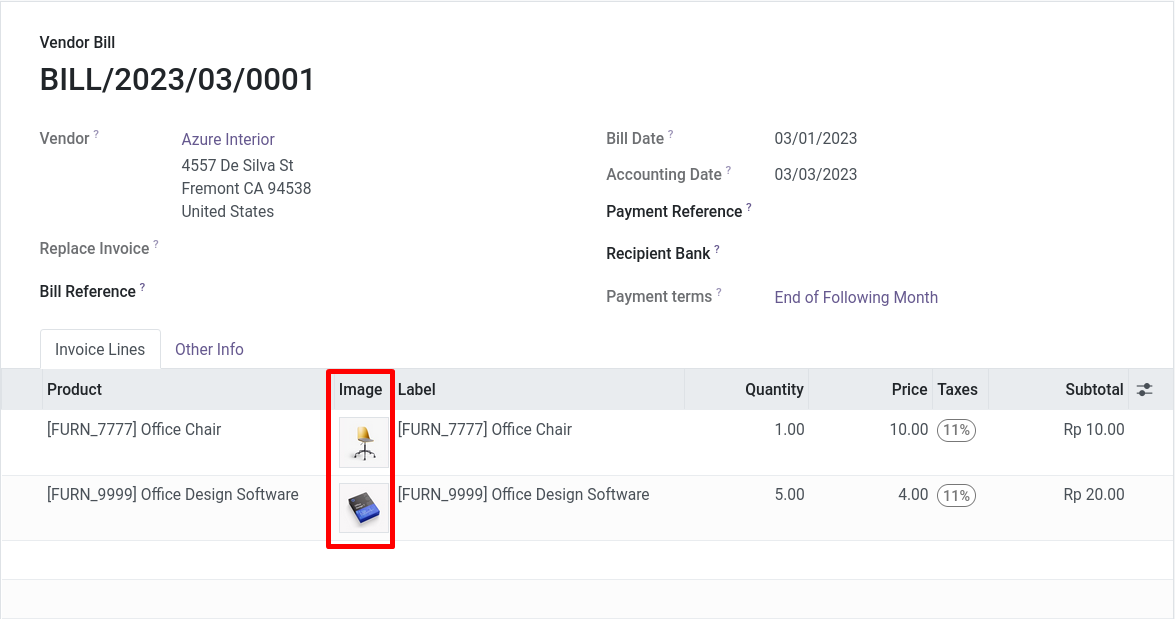 Vendor Bill
BILL/2023/03/0001
Vendor ? Azure Interior
4557 De Silva St
Fremont CA 94538
United States
Replace Invoice ?
Bill Reference ?
Bill Date ? 03/01/2023
Accounting Date ? 03/03/2023
Payment Reference ?
Recipient Bank ?
Payment terms ? End of Following Month
Invoice Lines Other Info
Product Image Label Quantity Price Taxes Subtotal
[FURN_7777] Office Chair [FURN_7777] Office Chair 1.00 10.00 11% Rp 10.00
[FURN_9999] Office Design Software [FURN_9999] Office Design Software 5.00 4.00 11% Rp 20.00